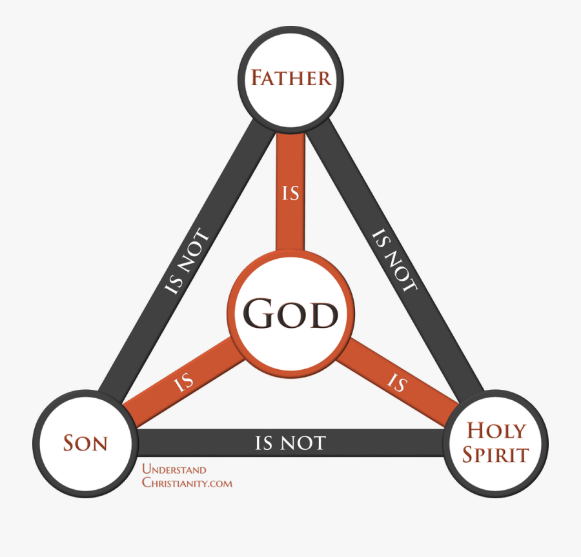 FATHER
IS
IS NOT
IS NOT
GOD
IS
IS
SON
IS NOT
HOLY
SPIRIT
UNDERSTAND
CHRISTIANITY.COM